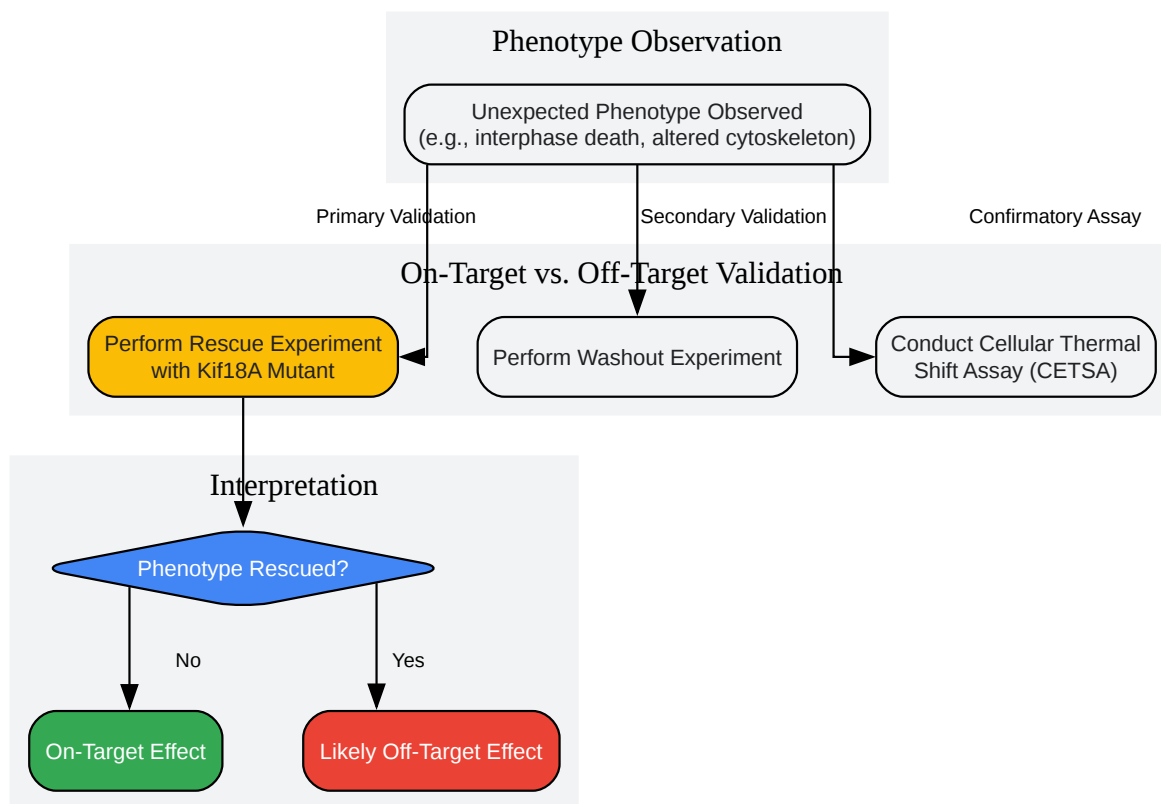 Phenotype Observation
Unexpected Phenotype Observed
(e.g., interphase death, altered cytoskeleton)
Primary Validation
Secondary Validation
Confirmatory Assay
On-Target vs. Off-Target Validation
Perform Rescue Experiment
with Kif18A Mutant
Perform Washout Experiment
Conduct Cellular Thermal
Shift Assay (CETSA)
Interpretation
Phenotype Rescued?
No
Yes
On-Target Effect
Likely Off-Target Effect